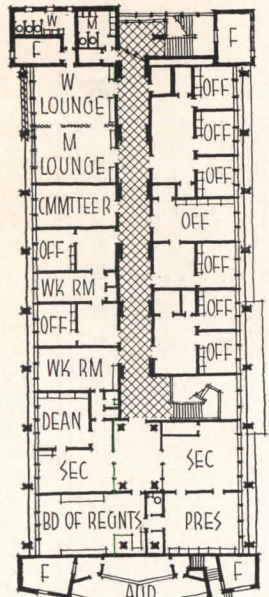 W M
F F
W
LOUNGE
OFF
OFF
M
LOUNGE
OFF
CMMTTEE R
OFF
OFF
OFF
WK RM
OFF
OFF
OFF
WK RM
DEAN
SEC
SEC
BD OF REGNTS
PRES
F
AUD
F